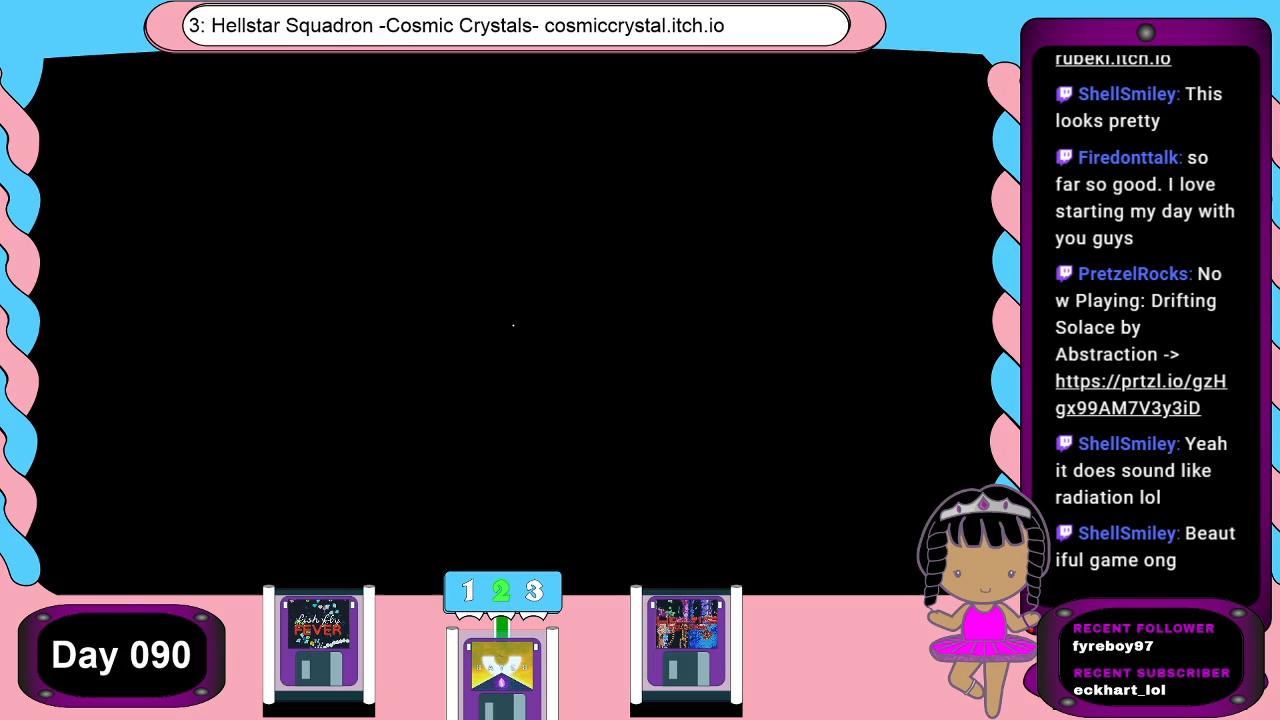 3: Hellstar Squadron -Cosmic Crystals- cosmiccrystal.itch.io
rubeki.itch.io
ShellSmiley: This
looks pretty
Firedonttalk: so
far so good. I love
starting my day with
you guys
PretzelRocks: No
w Playing: Drifting
Solace by
Abstraction ->
https://prtzl.io/gzH
gx99AM7V3y3iD
ShellSmiley: Yeah
it does sound like
radiation lol
ShellSmiley: Beaut
iful game ong
1 2 3
FEVER
Day 090
RECENT FOLLOWER
fyreboy97
RECENT SUBSCRIBER
eckhart_lol